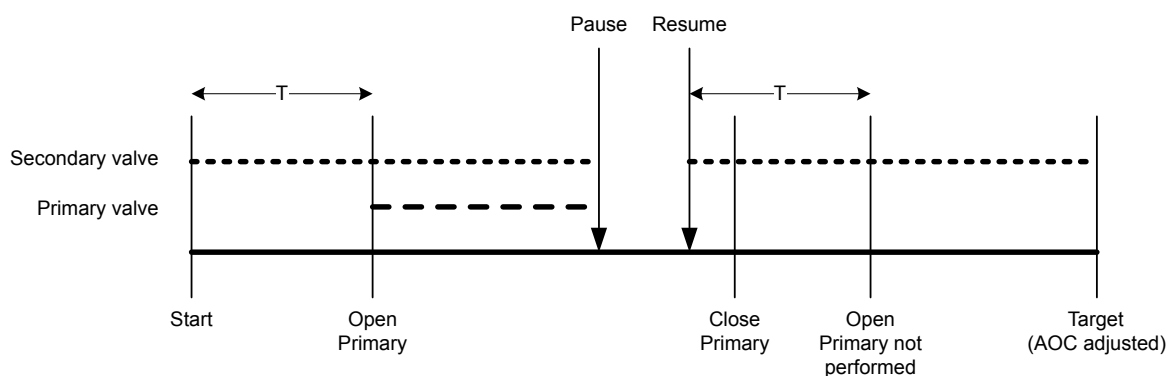 Pause
Resume
T
T
Secondary valve
Primary valve
Start
Open
Primary
Close
Primary
Open
Primary not
performed
Target
(AOC adjusted)